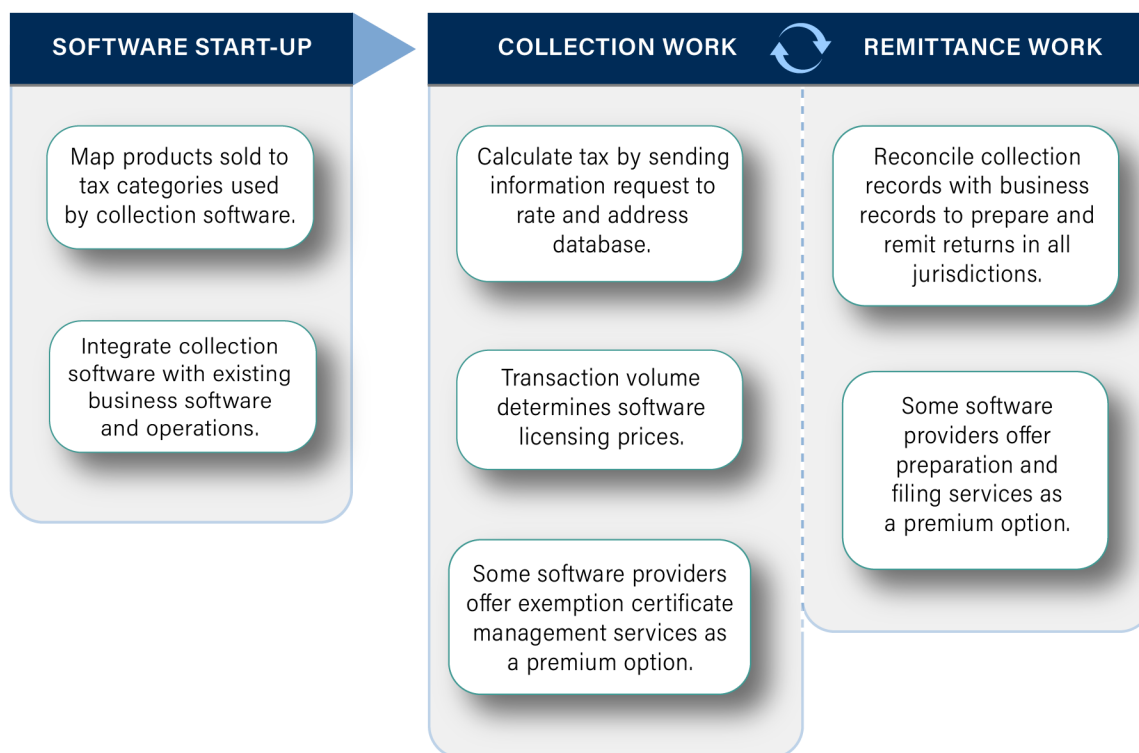 SOFTWARE START-UP
Map products sold to
tax categories used
by collection software.
Integrate collection
software with existing
business software
and operations.
COLLECTION WORK
Calculate tax by sending
information request to
rate and address
database.
Transaction volume
determines software
licensing prices.
Some software providers
offer exemption certificate
management services as
a premium option.
REMITTANCE WORK
Reconcile collection
records with business
records to prepare and
remit returns in all
jurisdictions.
Some software
providers offer
preparation and
filing services as
a premium option.